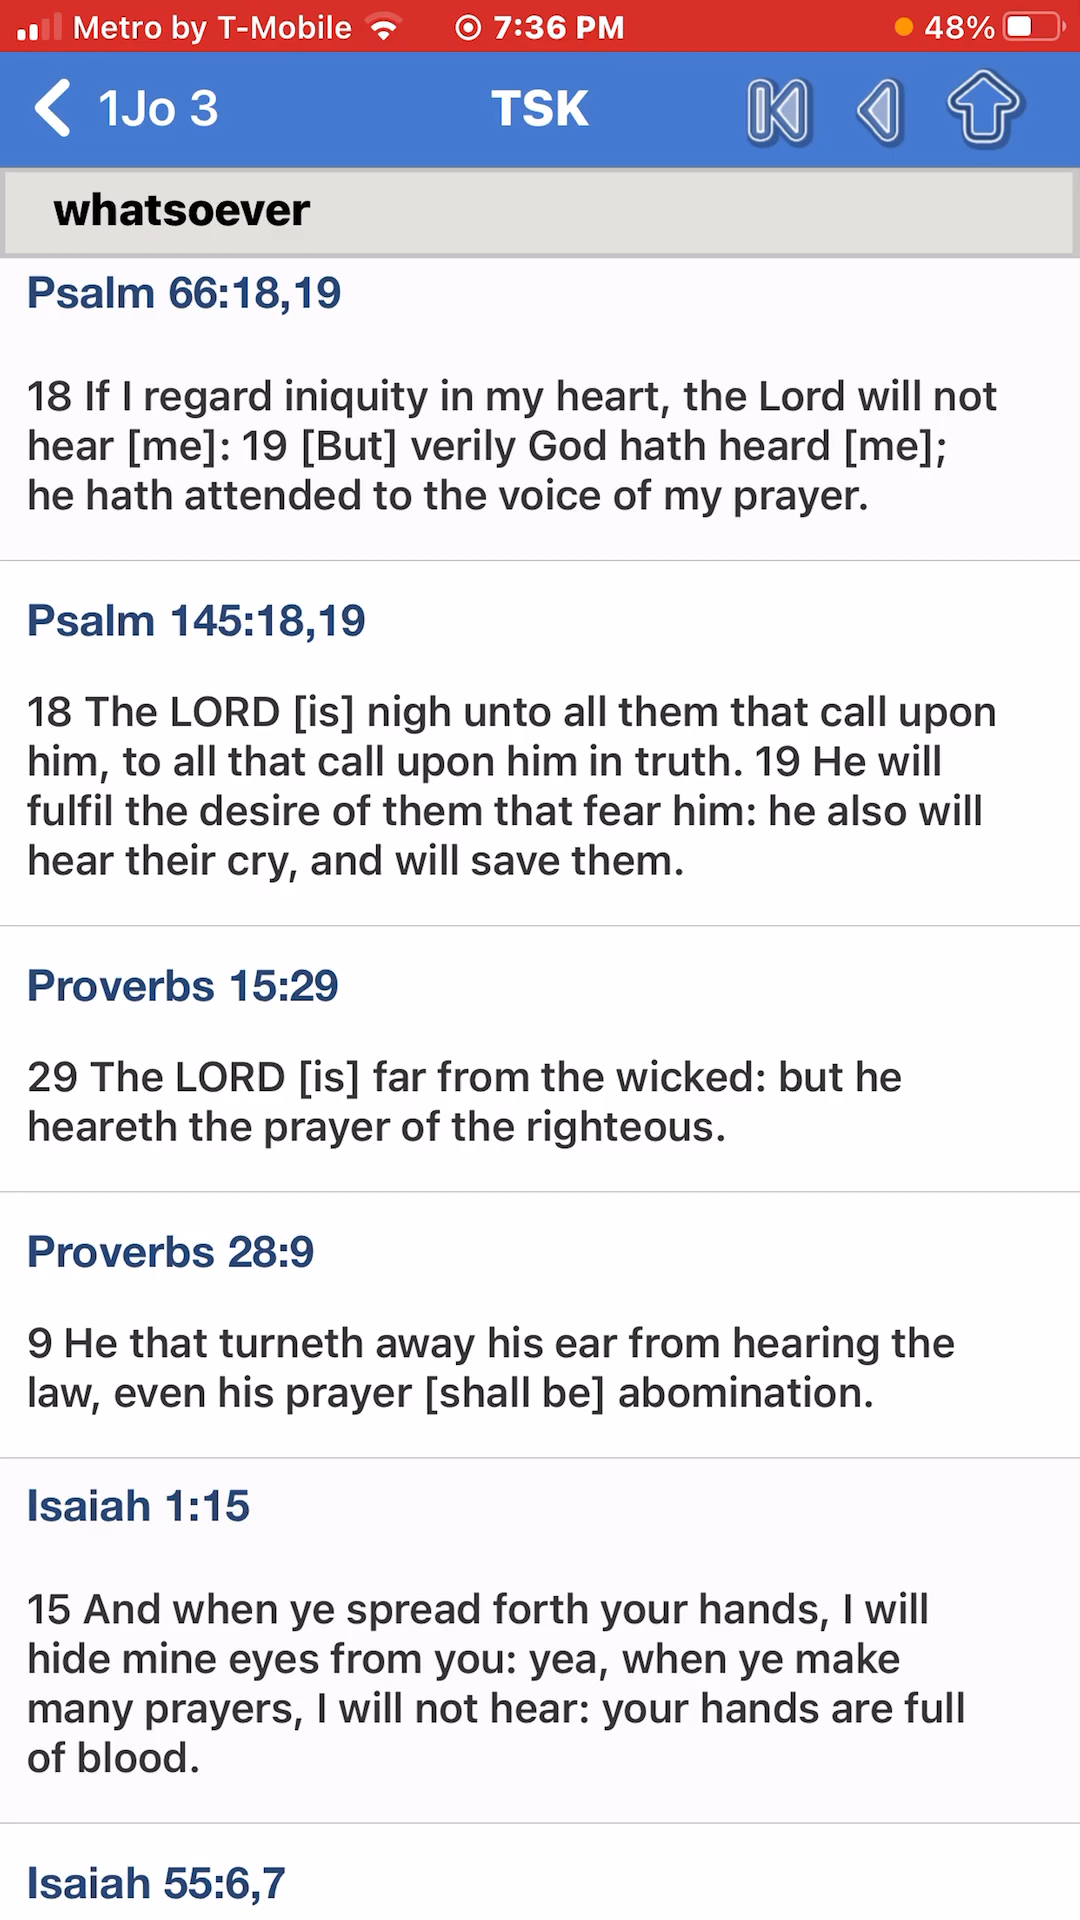 Metro by T-Mobile 7:36 PM 48%
1Jo 3 TSK
whatsoever
Psalm 66:18,19
18 If I regard iniquity in my heart, the Lord will not
hear [me]: 19 [But] verily God hath heard [me];
he hath attended to the voice of my prayer.
Psalm 145:18,19
18 The LORD [is] nigh unto all them that call upon
him, to all that call upon him in truth. 19 He will
fulfil the desire of them that fear him: he also will
hear their cry, and will save them.
Proverbs 15:29
29 The LORD [is] far from the wicked: but he
heareth the prayer of the righteous.
Proverbs 28:9
9 He that turneth away his ear from hearing the
law, even his prayer [shall be] abomination.
Isaiah 1:15
15 And when ye spread forth your hands, I will
hide mine eyes from you: yea, when ye make
many prayers, I will not hear: your hands are full
of blood.
Isaiah 55:6,7